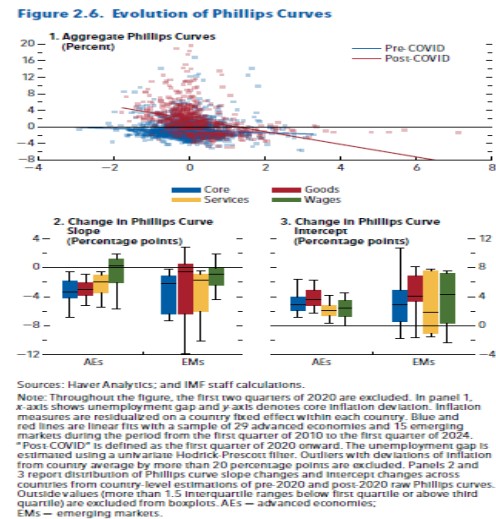 Figure 2.6. Evolution of Phillips Curves
1. Aggregate Phillips Curves
(Percent)
20
16
12
8
4
0
−4
−8
Pre-COVID
Post-COVID
−4 −2 0 2 4 6 8
Core Goods
Services Wages
2. Change in Phillips Curve
Slope
(Percentage points)
4
0
−4
−8
−12
AEs EMs
3. Change in Phillips Curve
Intercept
(Percentage points)
12
8
4
0
−4
AEs EMs
Sources: Haver Analytics; and IMF staff calculations.
Note: Throughout the figure, the first two quarters of 2020 are excluded. In panel 1,
x-axis shows unemployment gap and y-axis denotes core inflation deviation. Inflation
measures are residualized on a country fixed effect within each country. Blue and
red lines are linear fits with a sample of 29 advanced economies and 15 emerging
markets during the period from the first quarter of 2010 to the first quarter of 2024.
"Post-COVID" is defined as the first quarter of 2020 onward. The unemployment gap is
estimated using a univariate Hodrick-Prescott filter. Outliers with deviations of inflation
from country average by more than 20 percentage points are excluded. Panels 2 and
3 report distribution of Phillips curve slope changes and intercept changes across
countries from country-level estimations of pre-2020 and post-2020 raw Phillips curves.
Outside values (more than 1.5 interquartile ranges below first quartile or above third
quartile) are excluded from boxplots. AEs — advanced economies;
EMs — emerging markets.